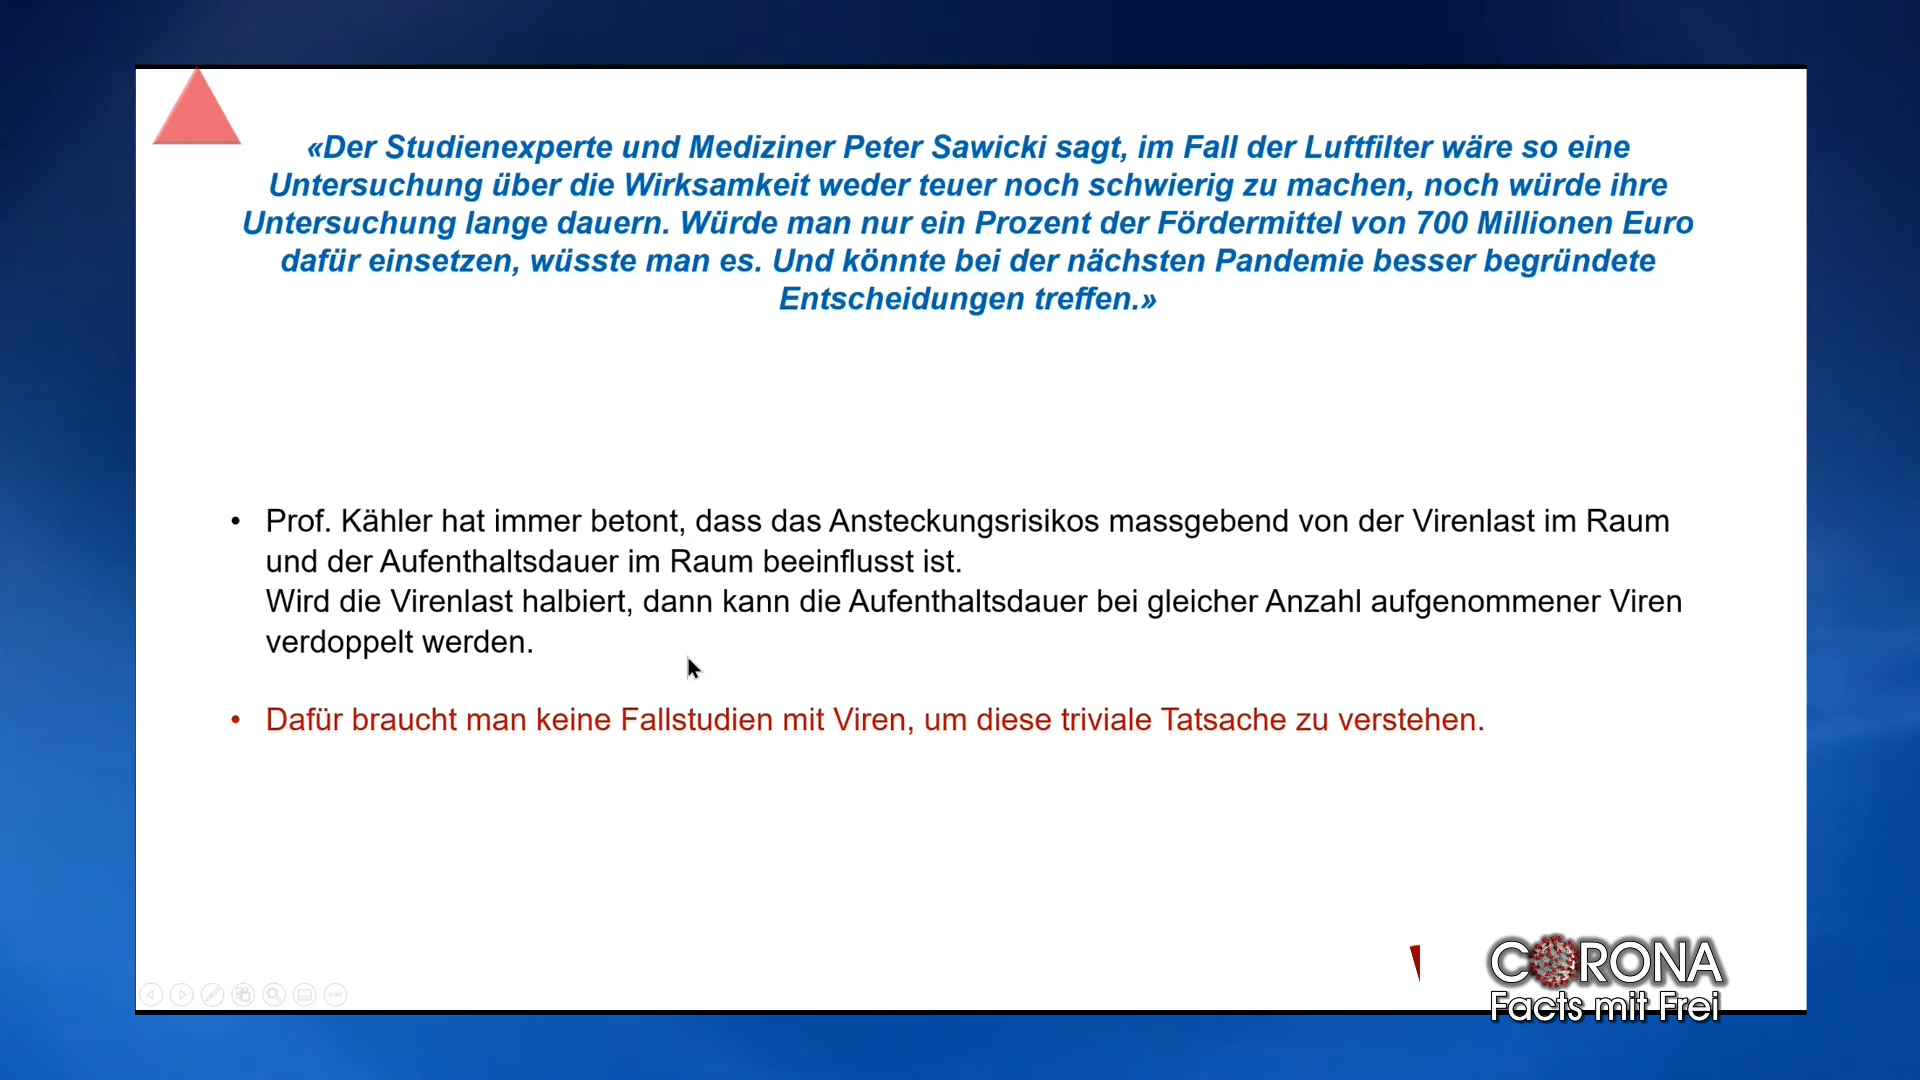 «Der Studienexperte und Mediziner Peter Sawicki sagt, im Fall der Luftfilter wäre so eine
Untersuchung über die Wirksamkeit weder teuer noch schwierig zu machen, noch würde ihre
Untersuchung lange dauern. Würde man nur ein Prozent der Fördermittel von 700 Millionen Euro
dafür einsetzen, wüsste man es. Und könnte bei der nächsten Pandemie besser begründete
Entscheidungen treffen.»
• Prof. Kähler hat immer betont, dass das Ansteckungsrisikos massgebend von der Virenlast im Raum
und der Aufenthaltsdauer im Raum beeinflusst ist.
Wird die Virenlast halbiert, dann kann die Aufenthaltsdauer bei gleicher Anzahl aufgenommener Viren
verdoppelt werden.
• Dafür braucht man keine Fallstudien mit Viren, um diese triviale Tatsache zu verstehen.
CORONA
Facts mit Frei